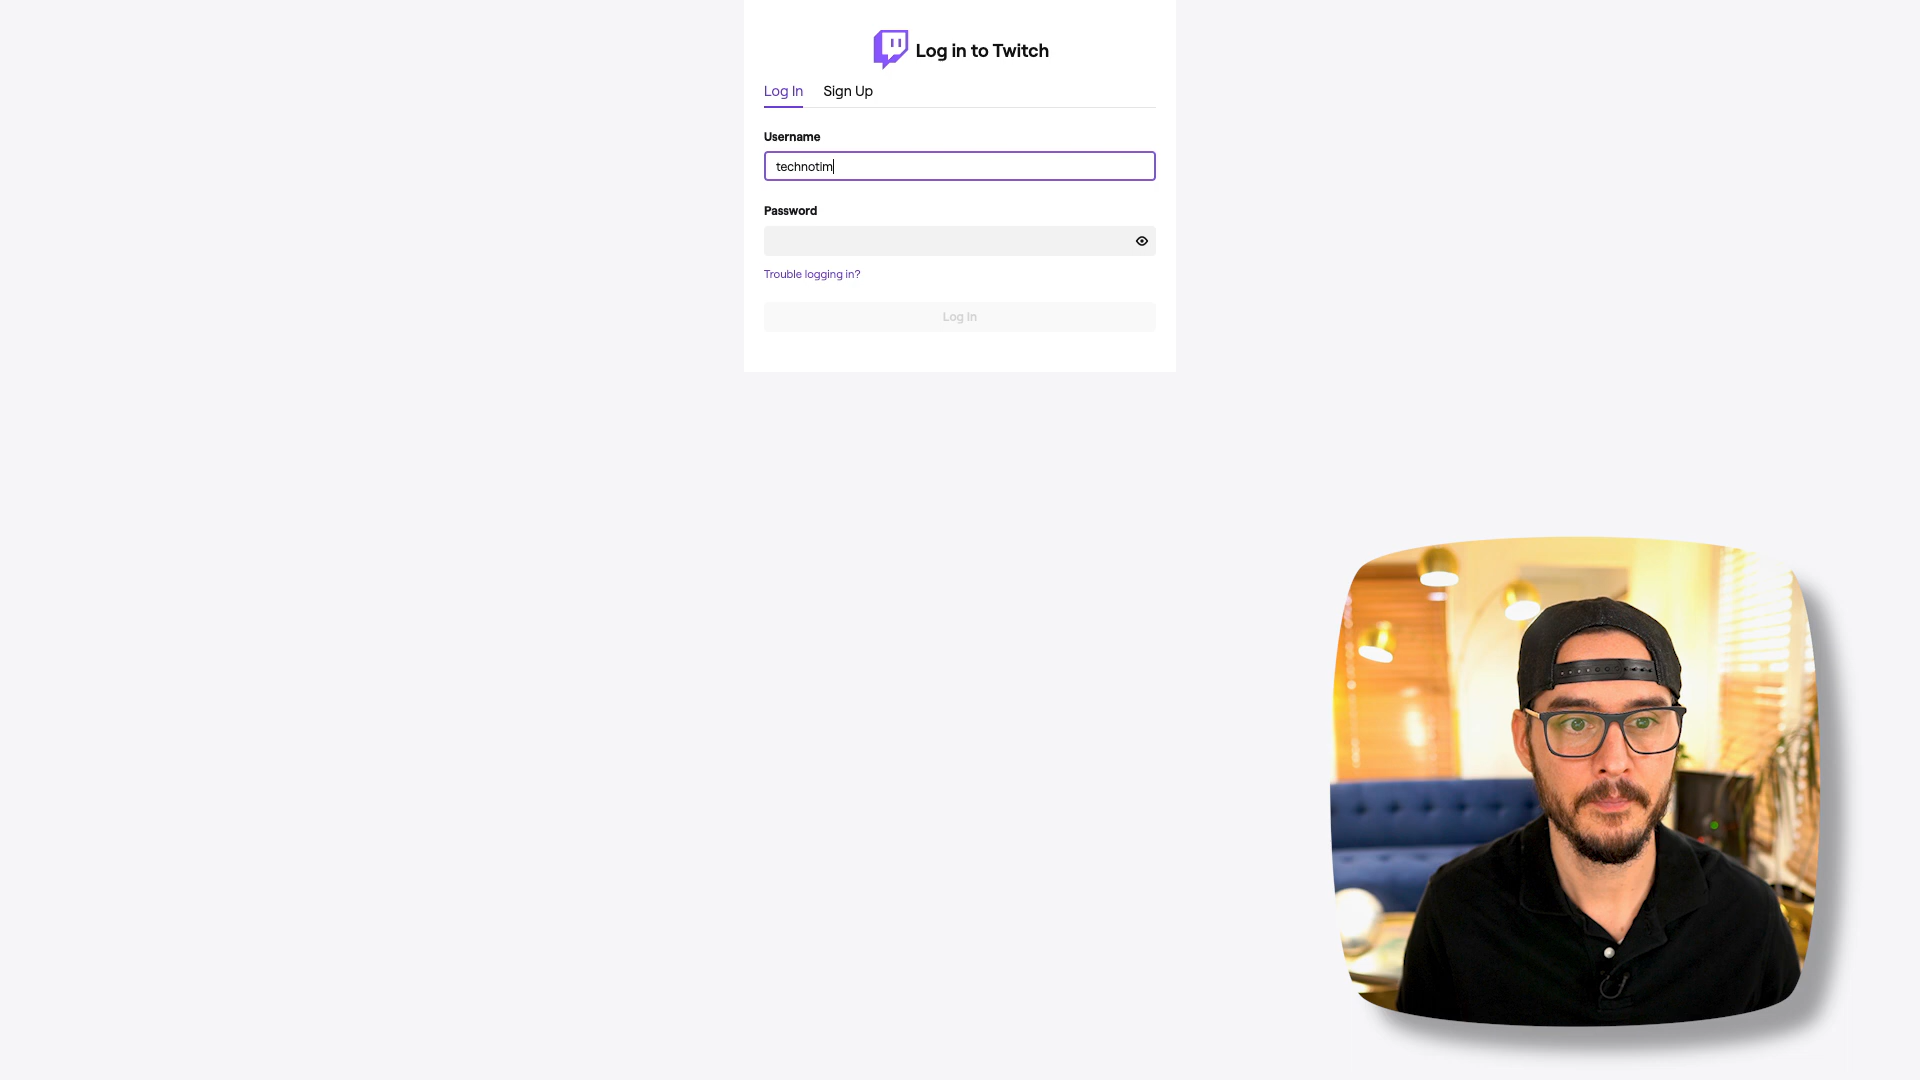 Log in to Twitch
Log In
Sign Up
Username
technotim
Password
Trouble logging in?
Log In